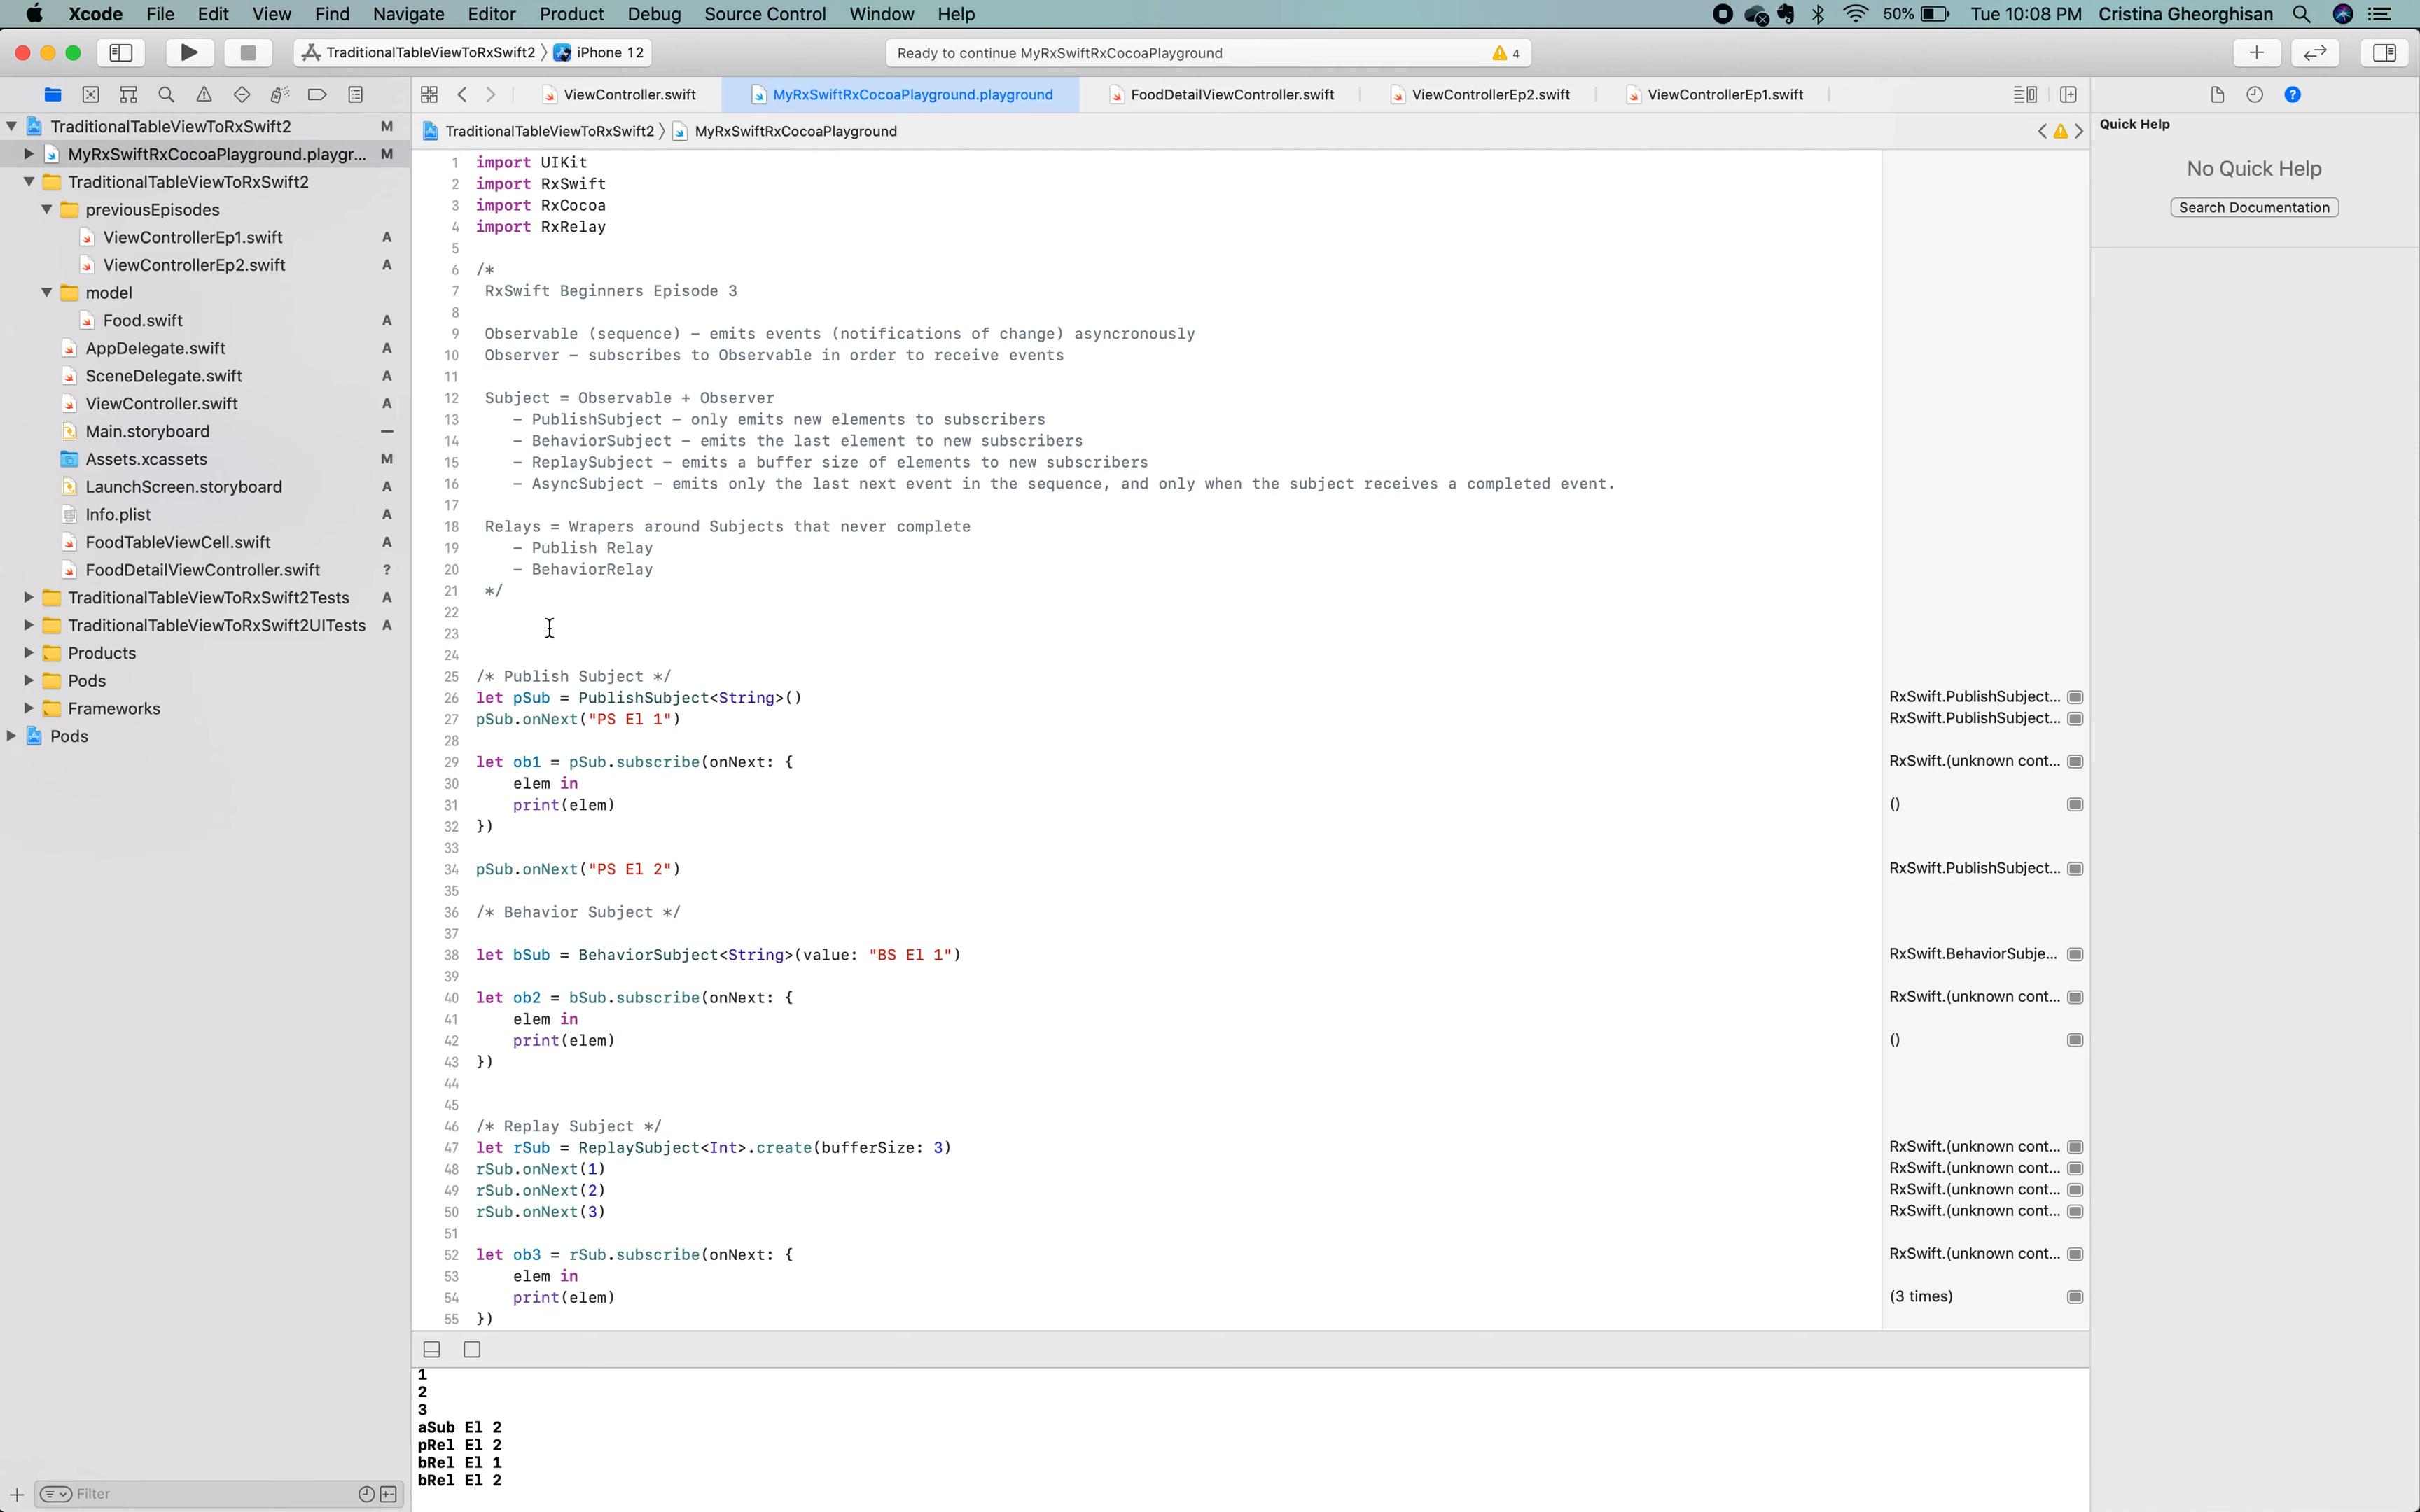 Xcode File Edit View Find Navigate Editor Product Debug Source Control Window Help 50% Tue 10:08 PM Cristina Gheorghisan
TraditionalTableViewToRxSwift2 〉 iPhone 12
Ready to continue MyRxSwiftRxCocoaPlayground 4
ViewController.swift MyRxSwiftRxCocoaPlayground.playground FoodDetailViewController.swift ViewControllerEp2.swift ViewControllerEp1.swift
TraditionalTableViewToRxSwift2 〉 MyRxSwiftRxCocoaPlayground
TraditionalTableViewToRxSwift2 M
MyRxSwiftRxCocoaPlayground.playgr... M
TraditionalTableViewToRxSwift2
previousEpisodes
ViewControllerEp1.swift A
ViewControllerEp2.swift A
model
Food.swift A
AppDelegate.swift A
SceneDelegate.swift A
ViewController.swift A
Main.storyboard —
Assets.xcassets M
LaunchScreen.storyboard A
Info.plist A
FoodTableViewCell.swift A
FoodDetailViewController.swift ?
TraditionalTableViewToRxSwift2Tests A
TraditionalTableViewToRxSwift2UITests A
Products
Pods
Frameworks
Pods
Filter
1 import UIKit
2 import RxSwift
3 import RxCocoa
4 import RxRelay
5
6 /*
7 RxSwift Beginners Episode 3
8
9 Observable (sequence) – emits events (notifications of change) asyncronously
10 Observer – subscribes to Observable in order to receive events
11
12 Subject = Observable + Observer
13 – PublishSubject – only emits new elements to subscribers
14 – BehaviorSubject – emits the last element to new subscribers
15 – ReplaySubject – emits a buffer size of elements to new subscribers
16 – AsyncSubject – emits only the last next event in the sequence, and only when the subject receives a completed event.
17
18 Relays = Wrapers around Subjects that never complete
19 – Publish Relay
20 – BehaviorRelay
21 */
22
23
24
25 /* Publish Subject */
26 let pSub = PublishSubject<String>() RxSwift.PublishSubject...
27 pSub.onNext("PS El 1") RxSwift.PublishSubject...
28
29 let ob1 = pSub.subscribe(onNext: { RxSwift.(unknown cont...
30 elem in
31 print(elem) ()
32 })
33
34 pSub.onNext("PS El 2") RxSwift.PublishSubject...
35
36 /* Behavior Subject */
37
38 let bSub = BehaviorSubject<String>(value: "BS El 1") RxSwift.BehaviorSubje...
39
40 let ob2 = bSub.subscribe(onNext: { RxSwift.(unknown cont...
41 elem in
42 print(elem) ()
43 })
44
45
46 /* Replay Subject */
47 let rSub = ReplaySubject<Int>.create(bufferSize: 3) RxSwift.(unknown cont...
48 rSub.onNext(1) RxSwift.(unknown cont...
49 rSub.onNext(2) RxSwift.(unknown cont...
50 rSub.onNext(3) RxSwift.(unknown cont...
51
52 let ob3 = rSub.subscribe(onNext: { RxSwift.(unknown cont...
53 elem in
54 print(elem) (3 times)
55 })
1
2
3
aSub El 2
pRel El 2
bRel El 1
bRel El 2
Quick Help
No Quick Help
Search Documentation